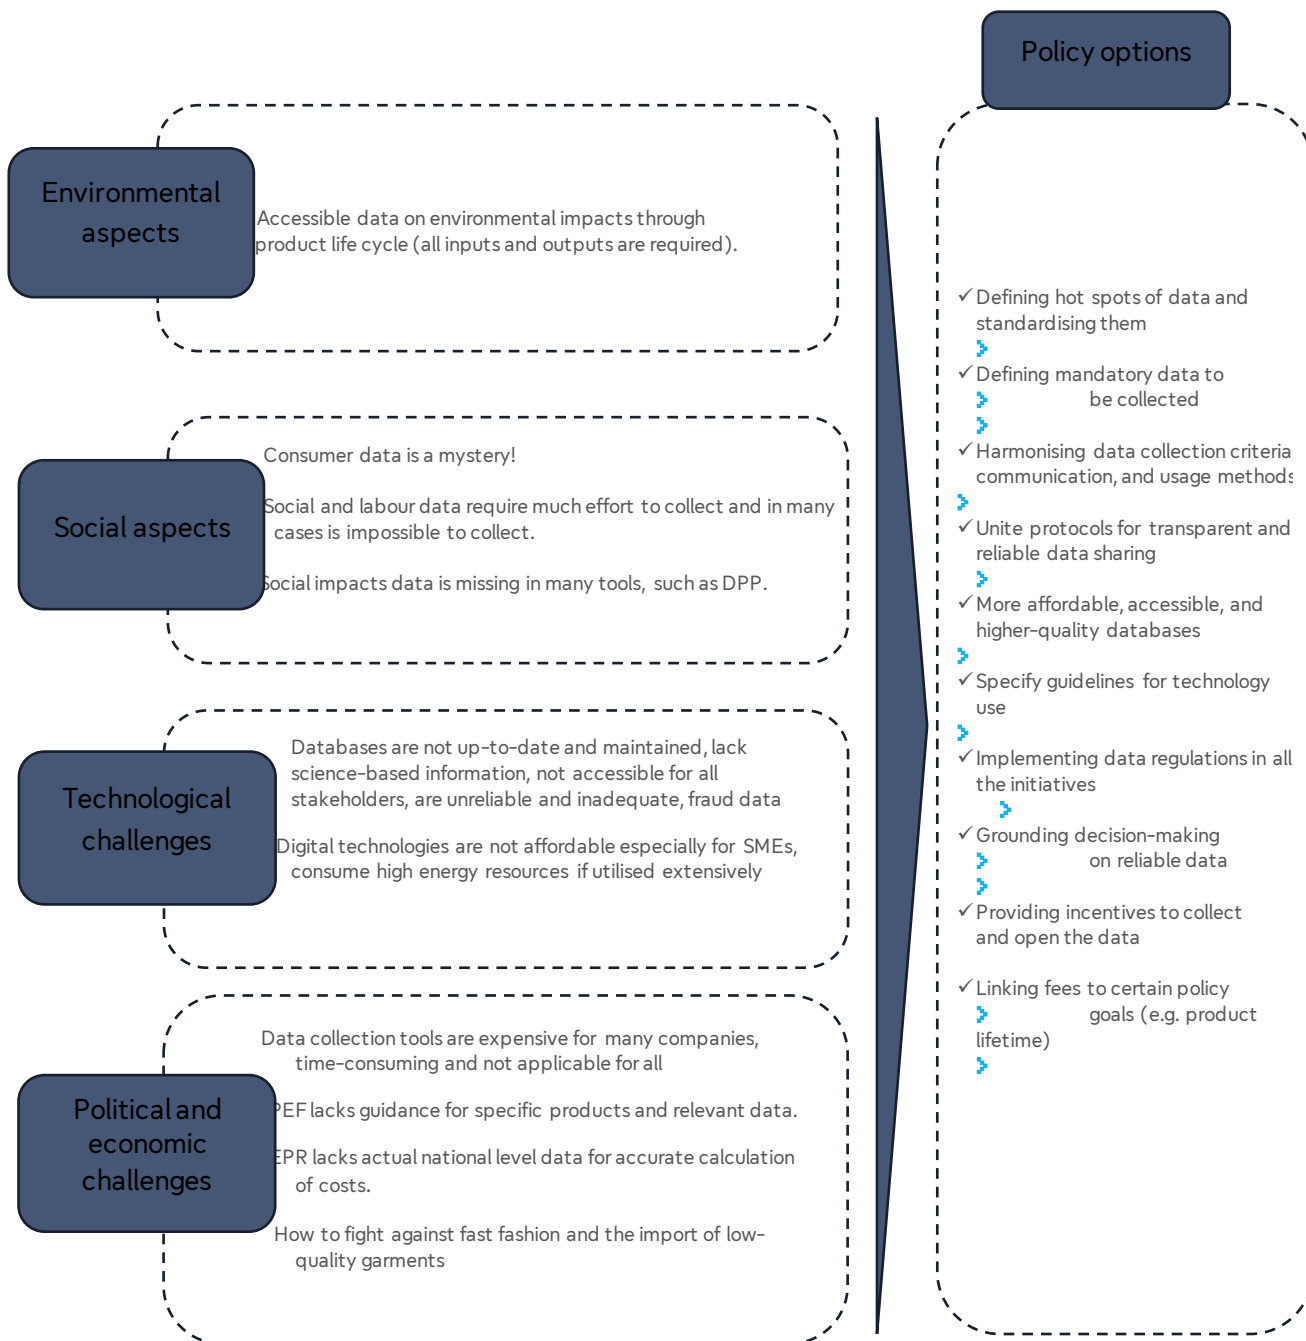 Policy options
Environmental
aspects
Accessible data on environmental impacts through
product life cycle (all inputs and outputs are required).
Social aspects
Consumer data is a mystery!
Social and labour data require much effort to collect and in many
cases is impossible to collect.
Social impacts data is missing in many tools, such as DPP.
Technological
challenges
Databases are not up-to-date and maintained, lack
science-based information, not accessible for all
stakeholders, are unreliable and inadequate, fraud data
Digital technologies are not affordable especially for SMEs,
consume high energy resources if utilised extensively
Political and
economic
challenges
Data collection tools are expensive for many companies,
time-consuming and not applicable for all
PEF lacks guidance for specific products and relevant data.
EPR lacks actual national level data for accurate calculation
of costs.
How to fight against fast fashion and the import of low-
quality garments
✓ Defining hot spots of data and
standardising them
✓ Defining mandatory data to
be collected
✓ Harmonising data collection criteria
communication, and usage methods
✓ Unite protocols for transparent and
reliable data sharing
✓ More affordable, accessible, and
higher-quality databases
✓ Specify guidelines for technology
use
✓ Implementing data regulations in all
the initiatives
✓ Grounding decision-making
on reliable data
✓ Providing incentives to collect
and open the data
✓ Linking fees to certain policy
goals (e.g. product
lifetime)